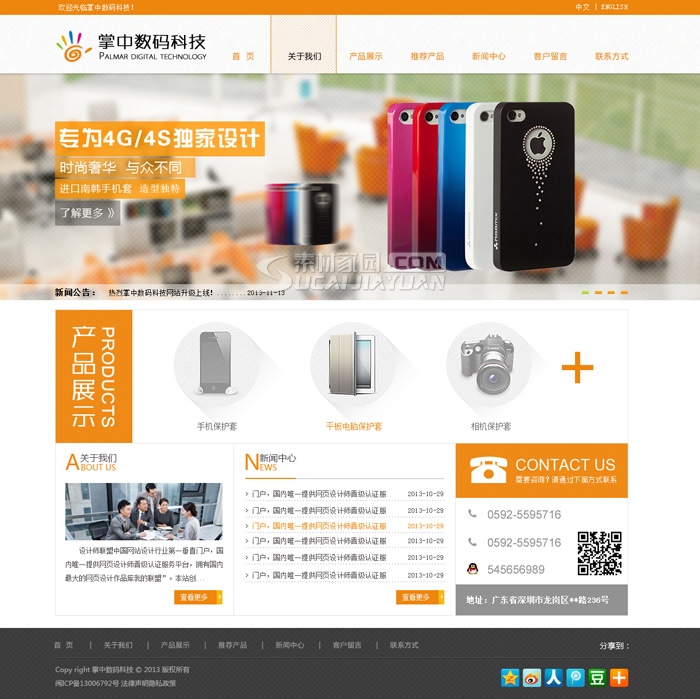 欢迎光临掌中数码科技!
中文 | ENGLISH
掌中数码科技
PALMAR DIGITAL TECHNOLOGY
首 页 关于我们 产品展示 推荐产品 新闻中心 客户留言 联系方式
专为4G/4S独家设计
时尚奢华 与众不同
进口南韩手机套 造型独特
了解更多 》
素材家园.COM
SUCAIJIAYUAN
新闻公告: 热烈掌中数码科技网站升级上线!........2013-11-13
产品展示
PRODUCTS
手机保护套
平板电脑保护套
相机保护套
关于我们
ABOUT US
设计师联盟中国网站设计行业第一垂直门户,国
内唯一提供网页设计师晋级认证服务平台,拥有国内
最大的网页设计作品库我的联盟”。本站创...
查看更多
新闻中心
NEWS
门户,国内唯一提供网页设计师晋级认证服 2013-10-29
门户,国内唯一提供网页设计师晋级认证服 2013-10-29
门户,国内唯一提供网页设计师晋级认证服 2013-10-29
门户,国内唯一提供网页设计师晋级认证服 2013-10-29
门户,国内唯一提供网页设计师晋级认证服 2013-10-29
门户,国内唯一提供网页设计师晋级认证服 2013-10-29
查看更多
CONTACT US
需要咨询?请通过下面方式联系
0592-5595716
0592-5595716
545656989
地址:广东省深圳市龙岗区**路236号
首 页 | 关于我们 | 产品展示 | 推荐产品 | 新闻中心 | 客户留言 | 联系方式
分享到:
Copy right 掌中数码科技 © 2013 版权所有
闽ICP备13006792号 法律声明隐私政策